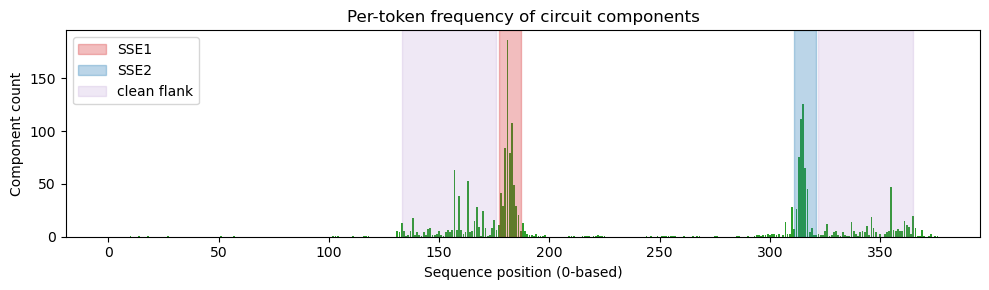 Per-token frequency of circuit components
SSE1
SSE2
clean flank
Component count
150
100
50
0
0 50 100 150 200 250 300 350
Sequence position (0-based)